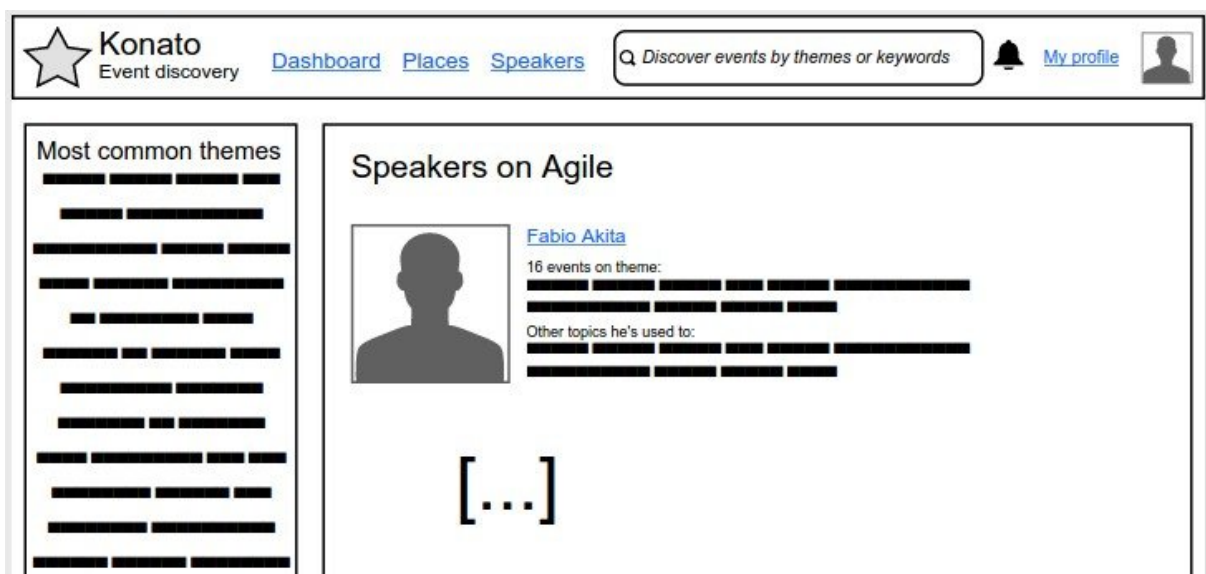 Konato
Event discovery
Dashboard Places Speakers
Discover events by themes or keywords
My profile
Most common themes
Speakers on Agile
Fabio Akita
16 events on theme:
Other topics he's used to:
[...]